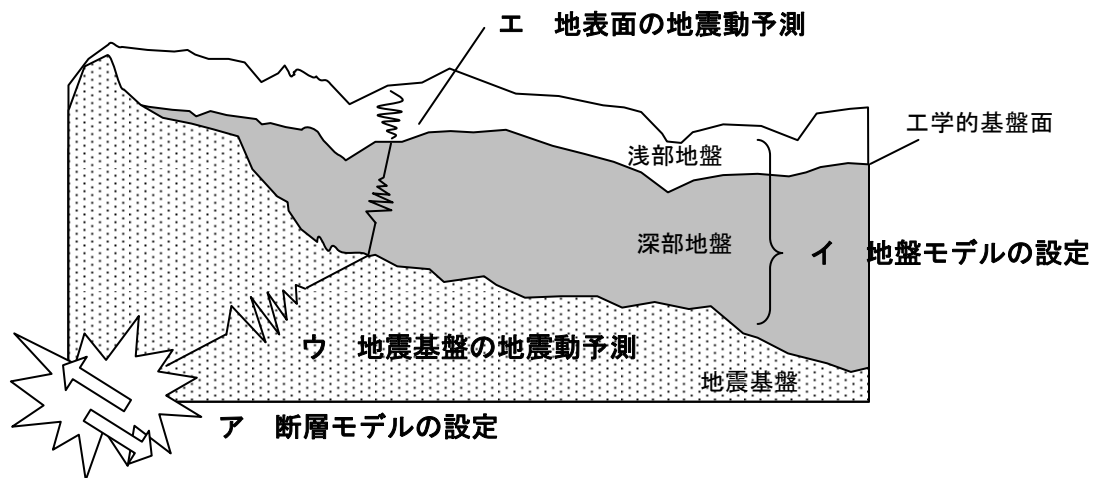 エ 地表面の地震動予測
工学的基盤面
浅部地盤
深部地盤
イ 地盤モデルの設定
ウ 地震基盤の地震動予測
地震基盤
ア 断層モデルの設定